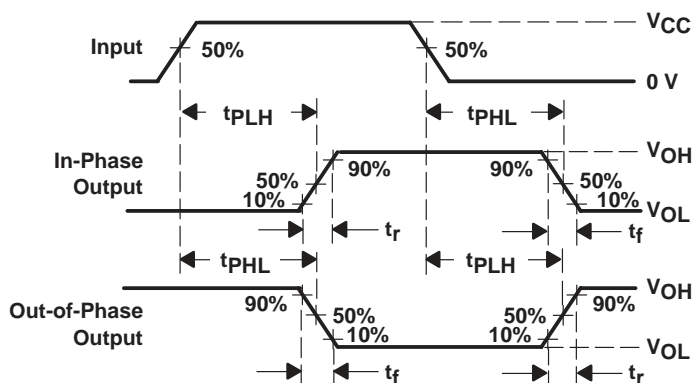 Input
50%
50%
VCC
0 V
tPLH
tPHL
In-Phase
Output
50%
10%
90%
90%
50%
10%
VOH
VOL
tr
tf
tPHL
tPLH
Out-of-Phase
Output
90%
50%
10%
50%
10%
90%
VOH
VOL
tf
tr